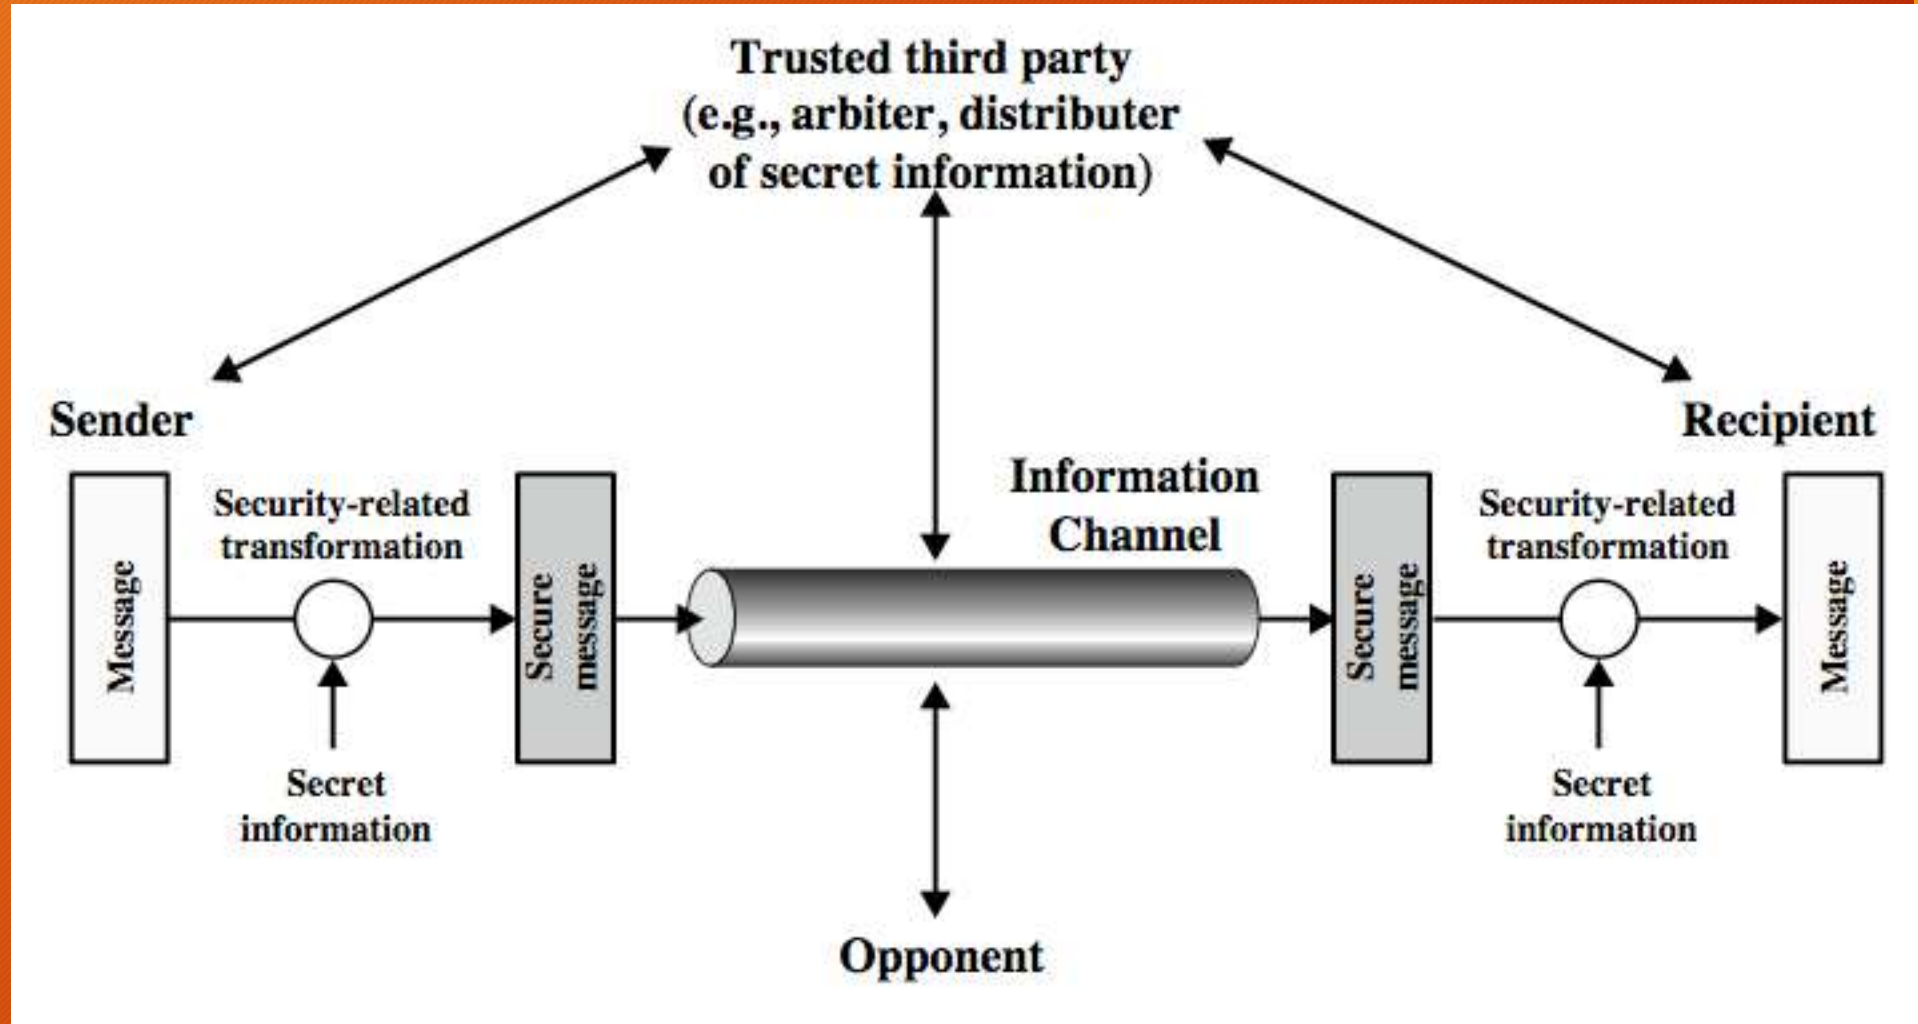 Trusted third party
(e.g., arbiter, distributer
of secret information)
Sender
Recipient
Information
Channel
Security-related
transformation
Security-related
transformation
Message
Secure
message
Secure
message
Message
Secret
information
Secret
information
Opponent